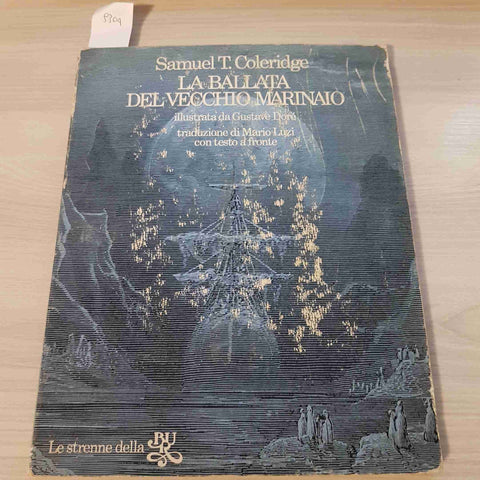 5309
Samuel T. Coleridge
LA BALLATA
DEL VECCHIO MARINAIO
illustrata da Gustave Doré
traduzione di Mario Luzi
con testo a fronte
Le strenne della BUR